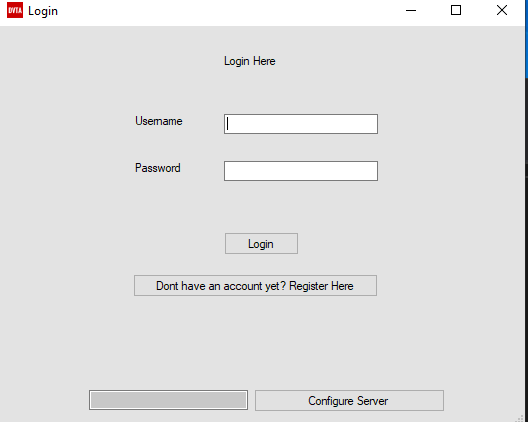 DVTA Login
Login Here
Username
Password
Login
Dont have an account yet? Register Here
Configure Server